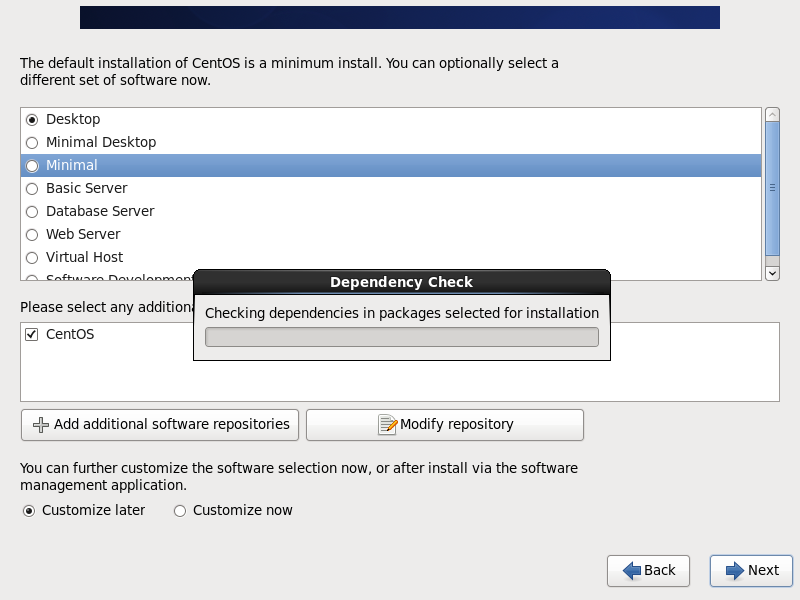 The default installation of CentOS is a minimum install. You can optionally select a
different set of software now.
Desktop
Minimal Desktop
Minimal
Basic Server
Database Server
Web Server
Virtual Host
Software Development
Dependency Check
Checking dependencies in packages selected for installation
Please select any additiona
CentOS
Add additional software repositories
Modify repository
You can further customize the software selection now, or after install via the software
management application.
Customize later
Customize now
Back
Next